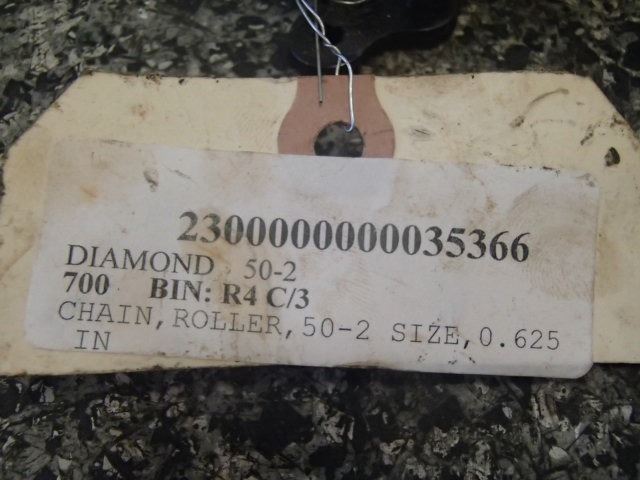 2300000000035366
DIAMOND 50-2
700 BIN: R4 C/3
CHAIN, ROLLER, 50-2 SIZE, 0.625
IN